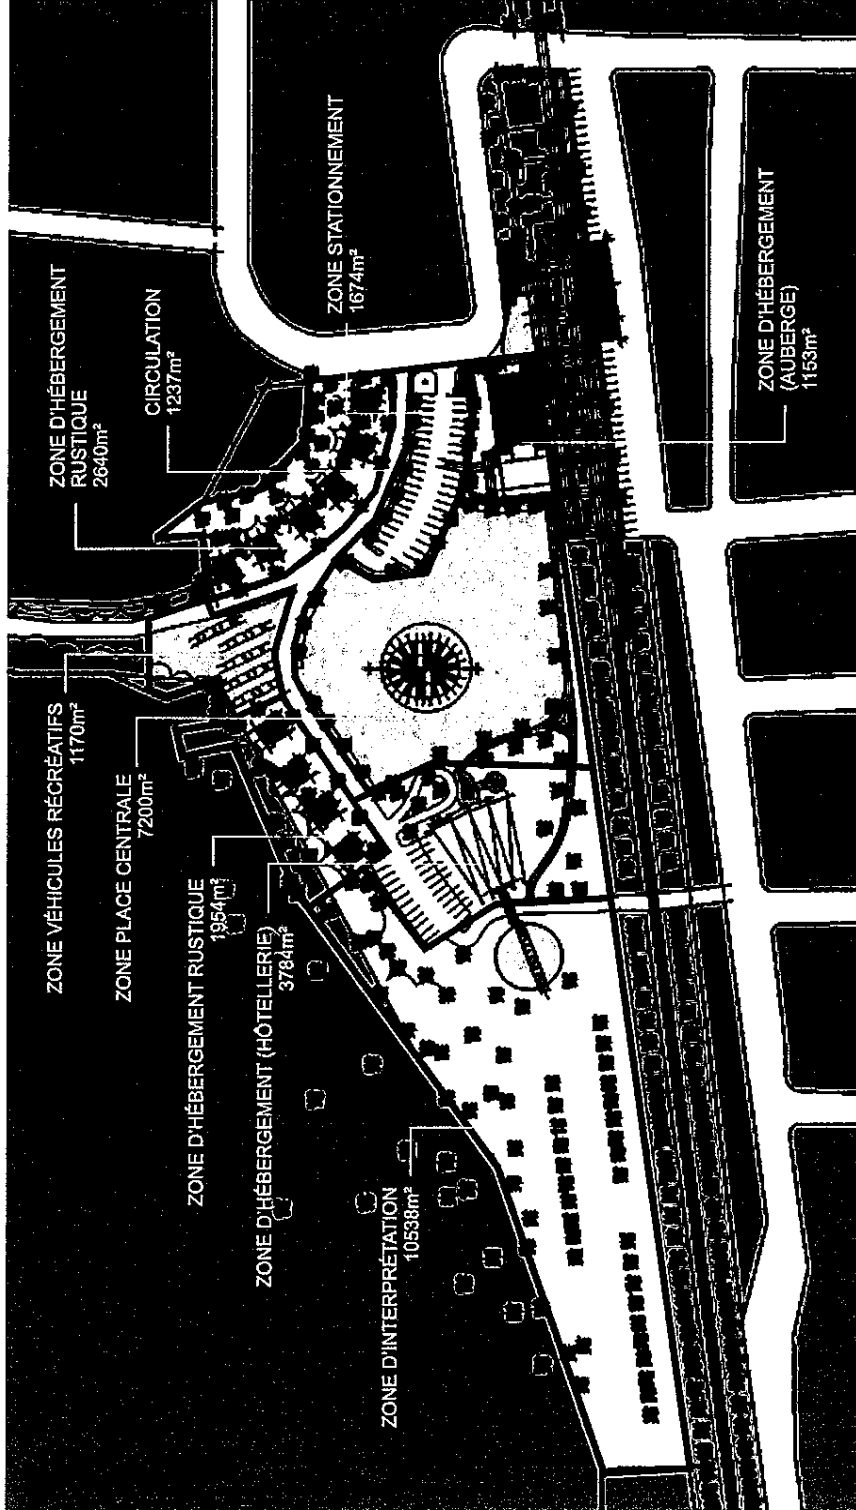 ZONE VÉHICULES RÉCRÉATIFS
1170m²
ZONE PLACE CENTRALE
7200m²
ZONE D'HÉBERGEMENT RUSTIQUE
1954m²
ZONE D'HÉBERGEMENT (HÔTELLERIE)
3784m²
ZONE D'INTERPRÉTATION
10538m²
ZONE D'HÉBERGEMENT
RUSTIQUE
2640m²
CIRCULATION
1237m²
ZONE STATIONNEMENT
1674m²
ZONE D'HÉBERGEMENT
(AUBERGE)
1153m²